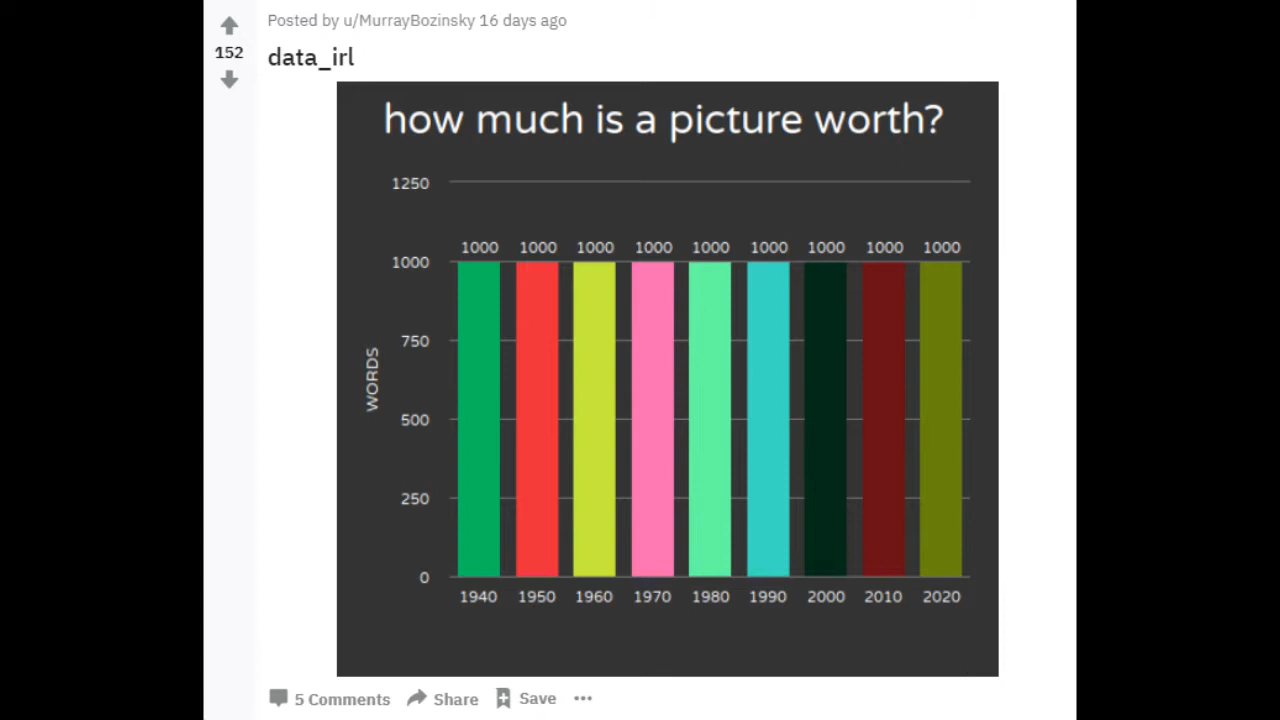 Posted by u/MurrayBozinsky 16 days ago
152
data_irl
how much is a picture worth?
1250
1000 1000 1000 1000 1000 1000 1000 1000 1000
1000
750
WORDS
500
250
0
1940 1950 1960 1970 1980 1990 2000 2010 2020
5 Comments Share Save ...